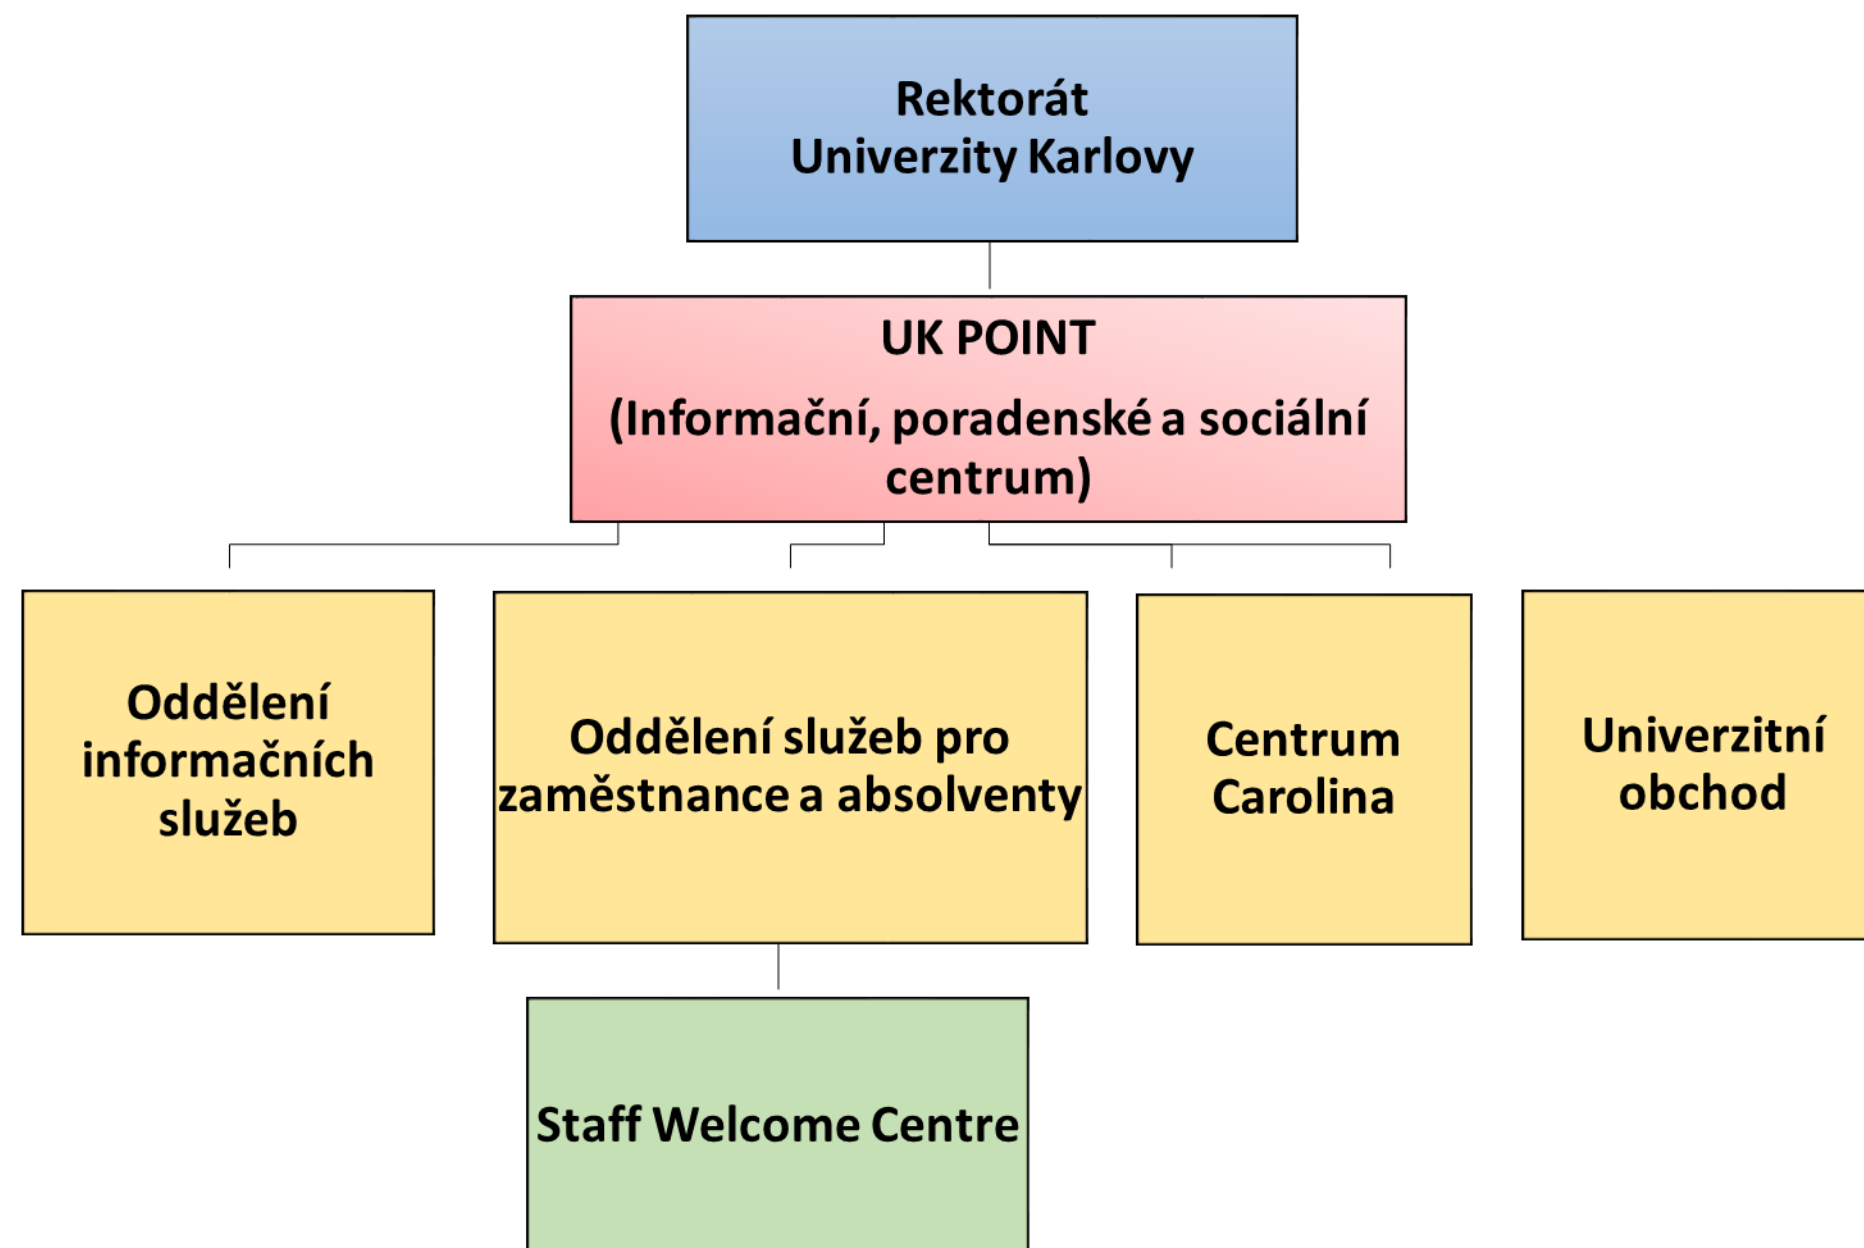 Rektorát
Univerzity Karlovy
UK POINT
(Informační, poradenské a sociální
centrum)
Oddělení
informačních
služeb
Oddělení služeb pro
zaměstnance a absolventy
Centrum
Carolina
Univerzitní
obchod
Staff Welcome Centre